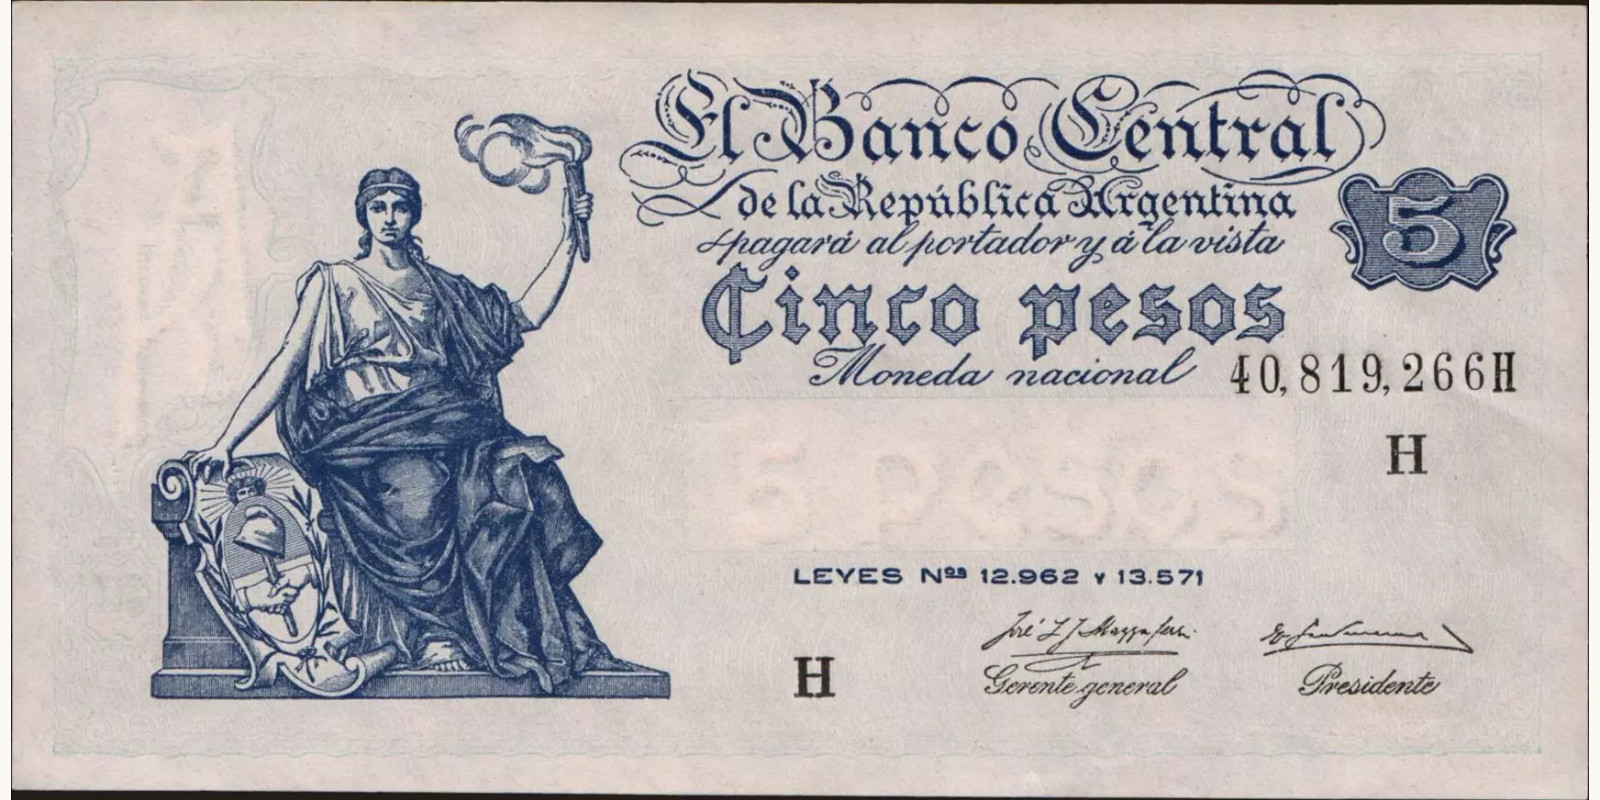 El Banco Central
de la República Argentina
pagará al portador y á la vista
5
Cinco pesos
Moneda nacional
40,819,266H
H
5 pesos
LEYES Nos 12.962 y 13.571
H
Gerente general
Presidente